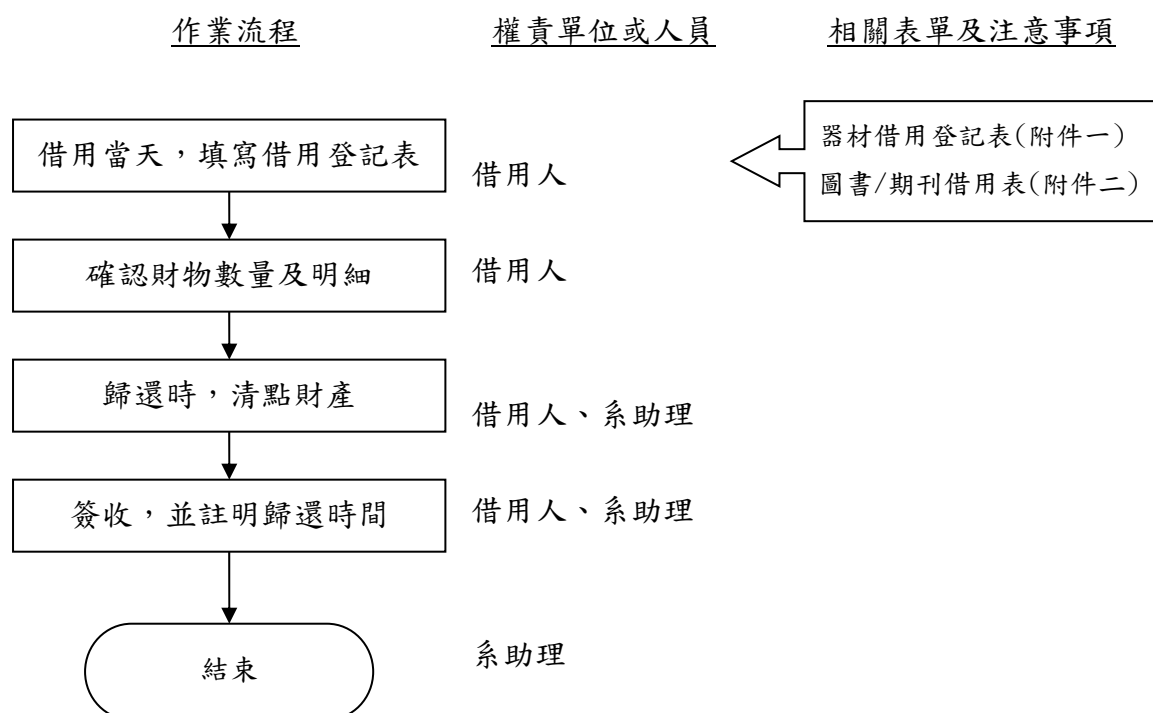 作業流程
權責單位或人員
相關表單及注意事項
借用當天，填寫借用登記表
借用人
器材借用登記表(附件一)
圖書/期刊借用表(附件二)
確認財物數量及明細
借用人
歸還時，清點財產
借用人、系助理
簽收，並註明歸還時間
借用人、系助理
結束
系助理